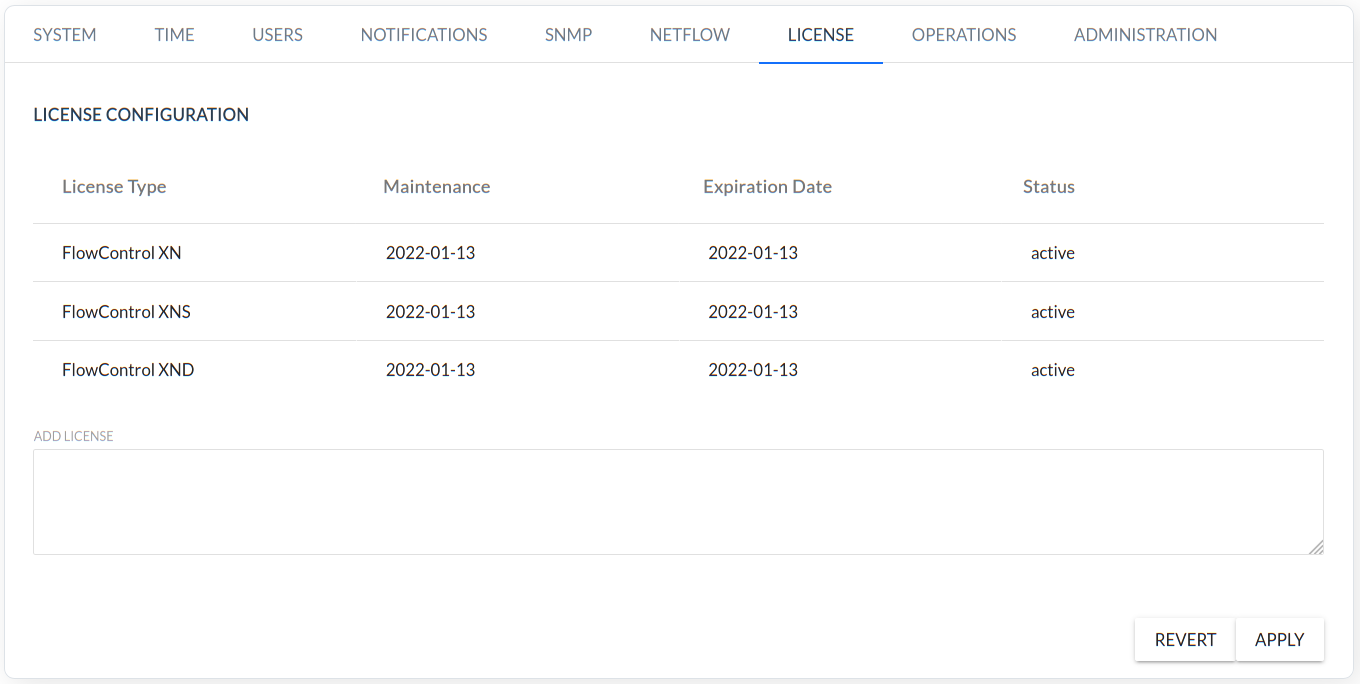 SYSTEM TIME USERS NOTIFICATIONS SNMP NETFLOW LICENSE OPERATIONS ADMINISTRATION
LICENSE CONFIGURATION
License Type Maintenance Expiration Date Status
FlowControl XN 2022-01-13 2022-01-13 active
FlowControl XNS 2022-01-13 2022-01-13 active
FlowControl XND 2022-01-13 2022-01-13 active
ADD LICENSE
REVERT APPLY